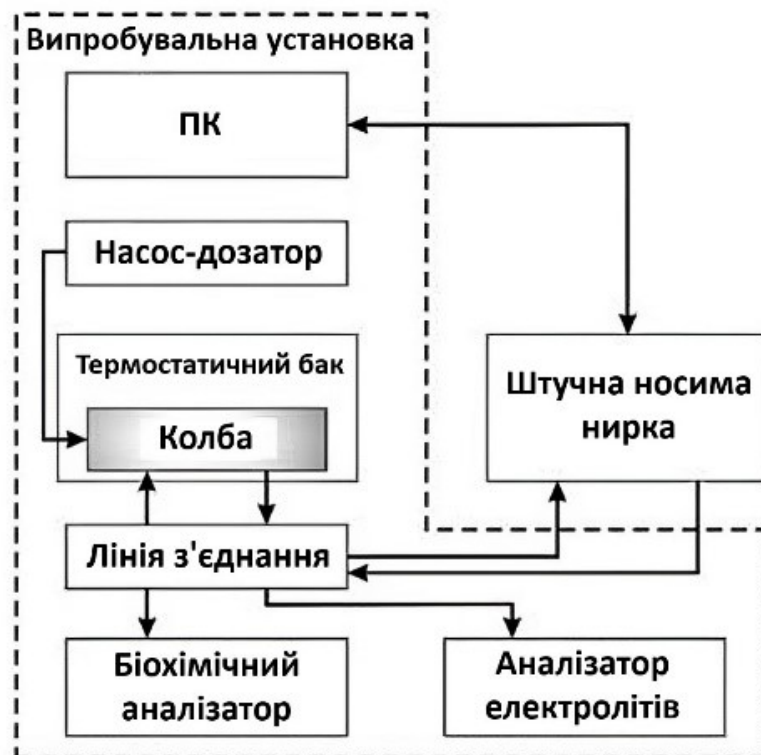 Випробувальна установка
ПК
Насос-дозатор
Термостатичний бак
Колба
Штучна носима
нирка
Лінія з'єднання
Біохімічний
аналізатор
Аналізатор
електролітів